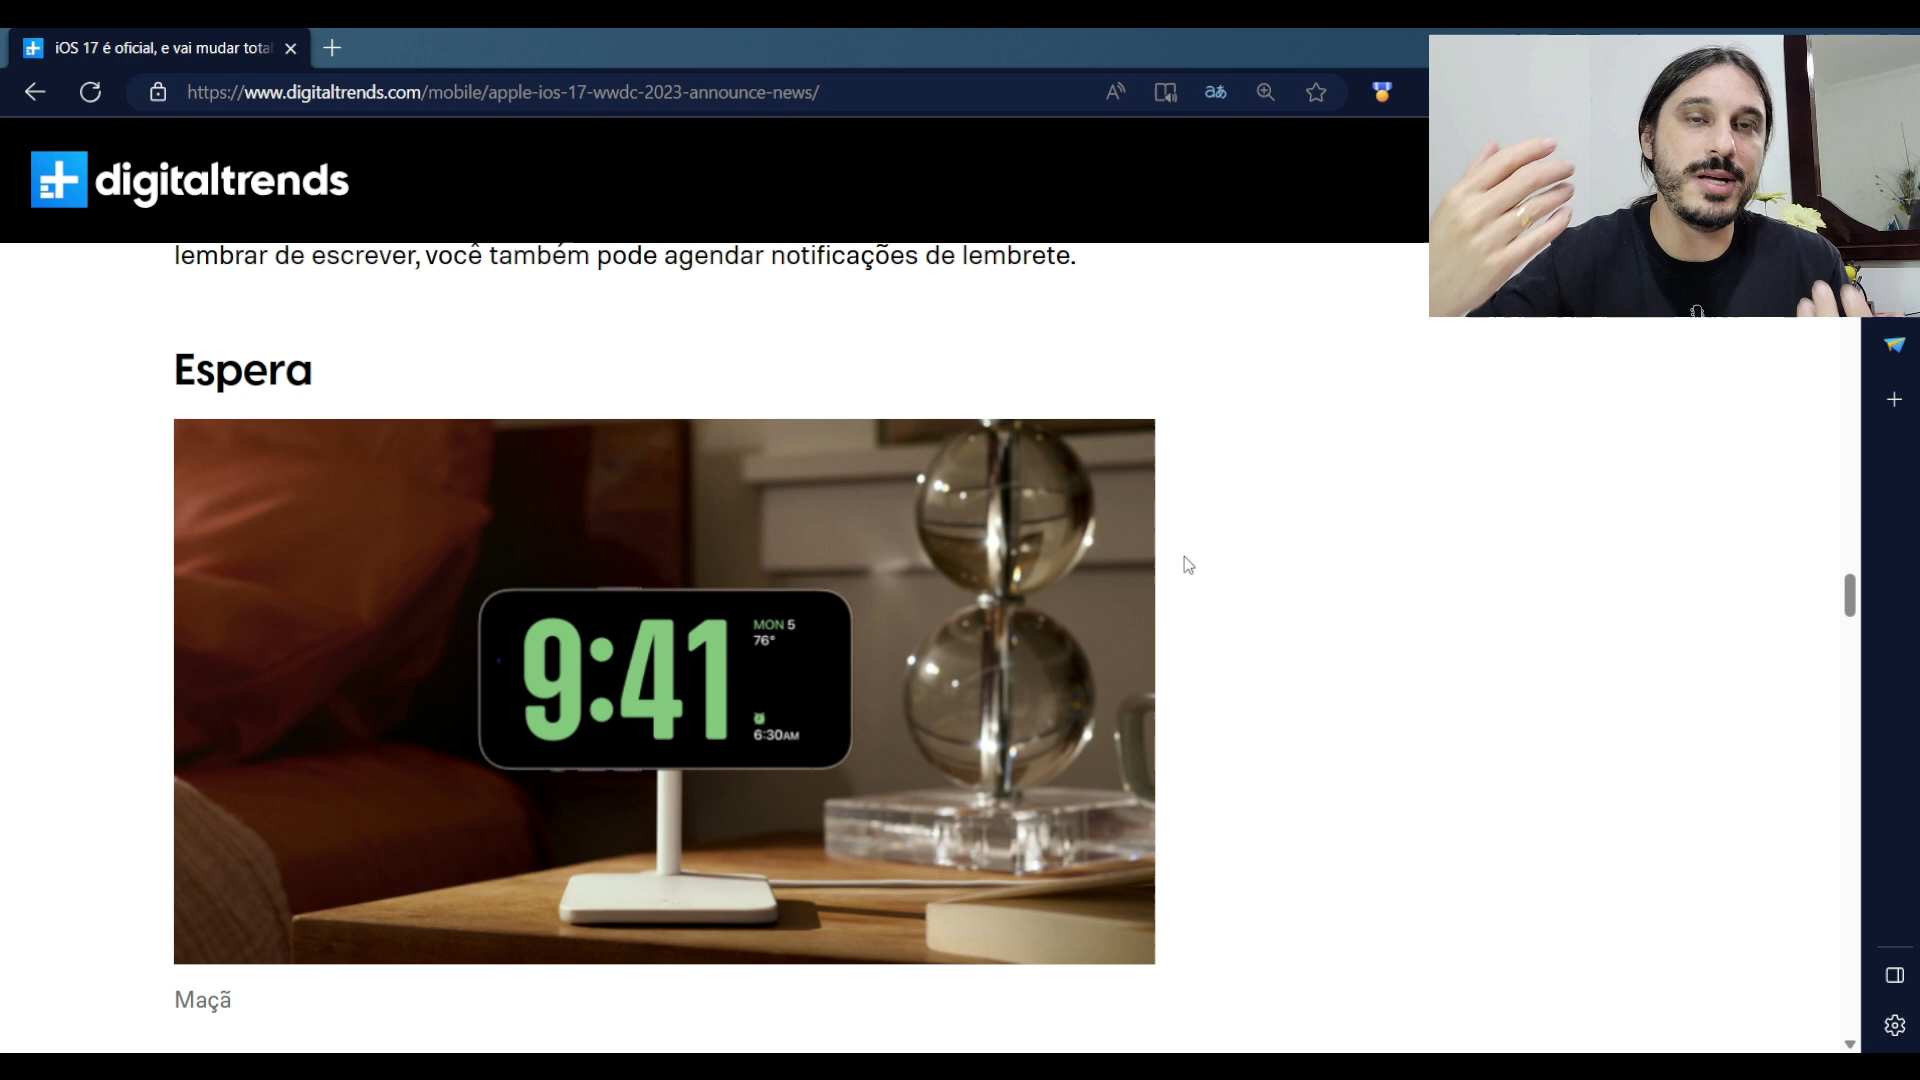 iOS 17 é oficial, e vai mudar total
https://www.digitaltrends.com/mobile/apple-ios-17-wwdc-2023-announce-news/
digitaltrends
lembrar de escrever, você também pode agendar notificações de lembrete.
Espera
9:41
MON 5
76°
6:30AM
Maçã